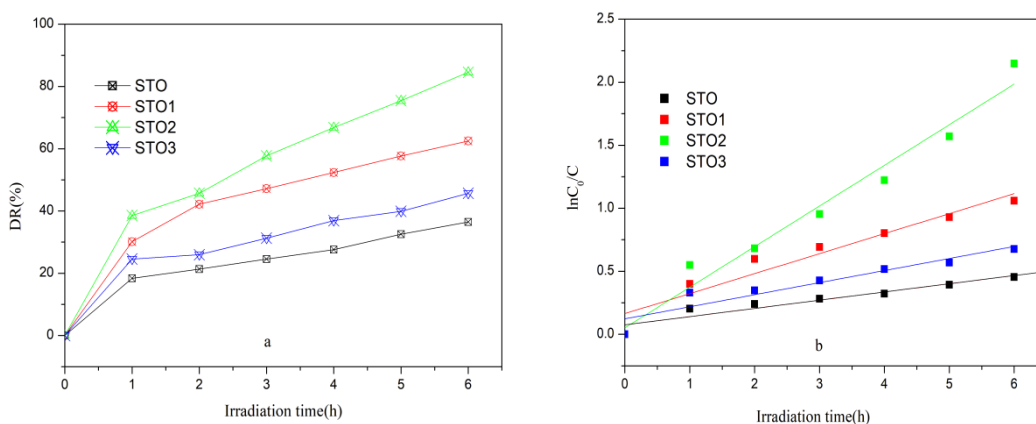 100
80
60
40
20
0
DR(%)
STO
STO1
STO2
STO3
a
0
1
2
3
4
5
6
Irradiation time(h)
2.5
2.0
1.5
1.0
0.5
0.0
lnC₀/C
STO
STO1
STO2
STO3
b
0
1
2
3
4
5
6
Irradiation time(h)